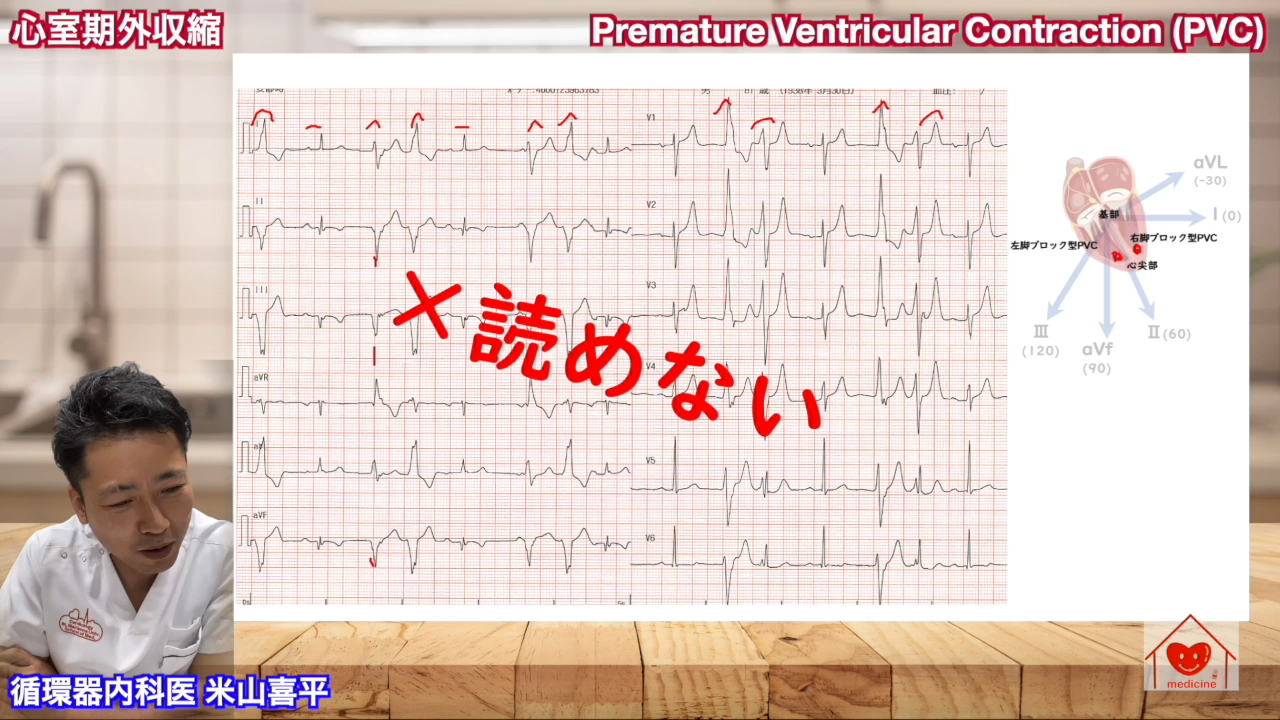 心室期外収縮
Premature Ventricular Contraction (PVC)
男
V1
II
V2
III
V3
aVR
V4
V5
aVF
V6
×読めない
aVL
(-30)
I (0)
基部
左脚ブロック型PVC
右脚ブロック型PVC
心尖部
III
(120)
aVf
(90)
II (60)
循環器内科医 米山喜平
medicine